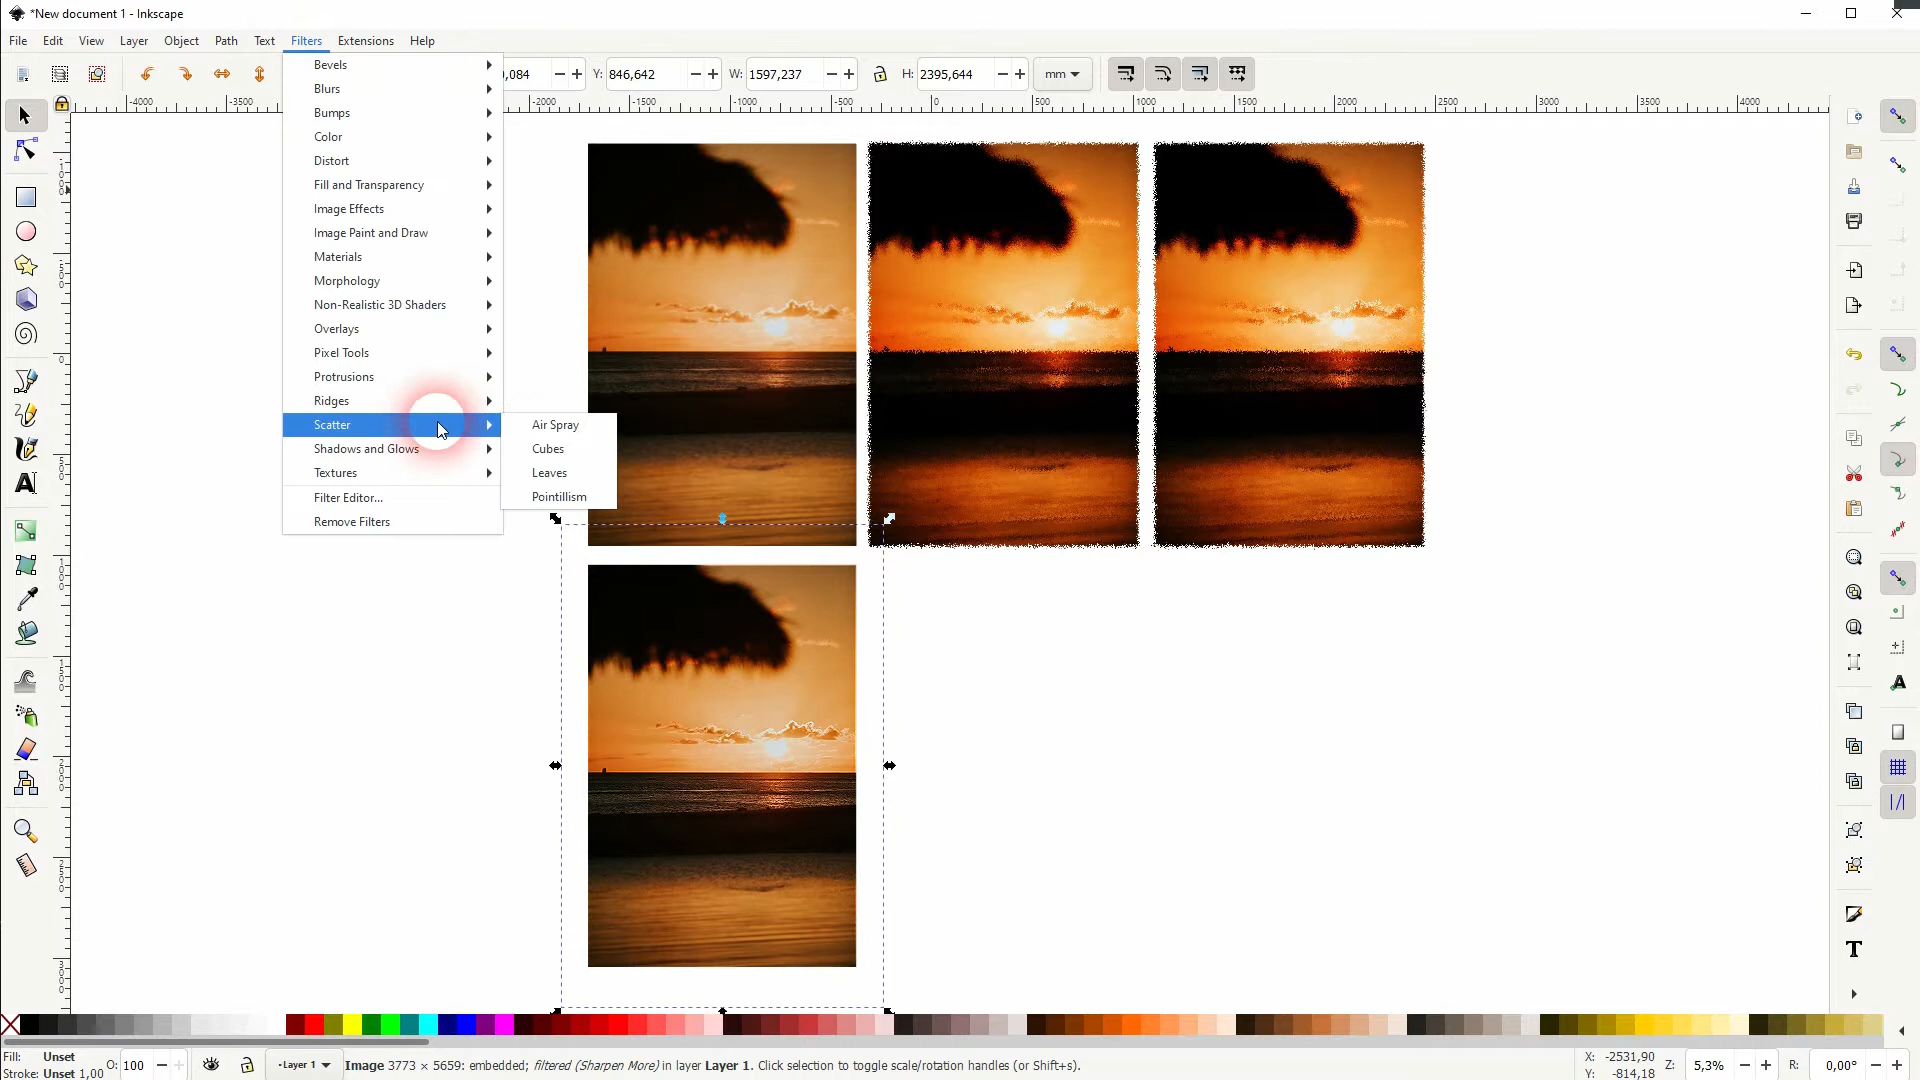 *New document 1 - Inkscape
File Edit View Layer Object Path Text Filters Extensions Help
,084 Y: 846,642 W: 1597,237 H: 2395,644 mm
-4000 -3500 -2000 -1500 -1000 -500 0 500 1000 1500 2000 2500 3000 3500 4000
Bevels
Blurs
Bumps
Color
Distort
Fill and Transparency
Image Effects
Image Paint and Draw
Materials
Morphology
Non-Realistic 3D Shaders
Overlays
Pixel Tools
Protrusions
Ridges
Scatter
Shadows and Glows
Textures
Filter Editor...
Remove Filters
Air Spray
Cubes
Leaves
Pointillism
Fill: Unset
Stroke: Unset 1,00 O: 100 Layer 1 Image 3773 × 5659: embedded; filtered (Sharpen More) in layer Layer 1. Click selection to toggle scale/rotation handles (or Shift+s).
X: -2531,90
Y: -814,18
Z: 5,3% R: 0,00°